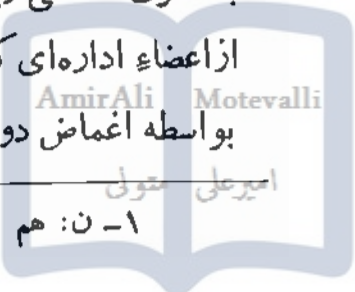 ازاعضاءِ اداره‌ای
AmirAli Motevalli
بواسطه اغماض دو
امیرعلی متولی
۱ـ ن: هم